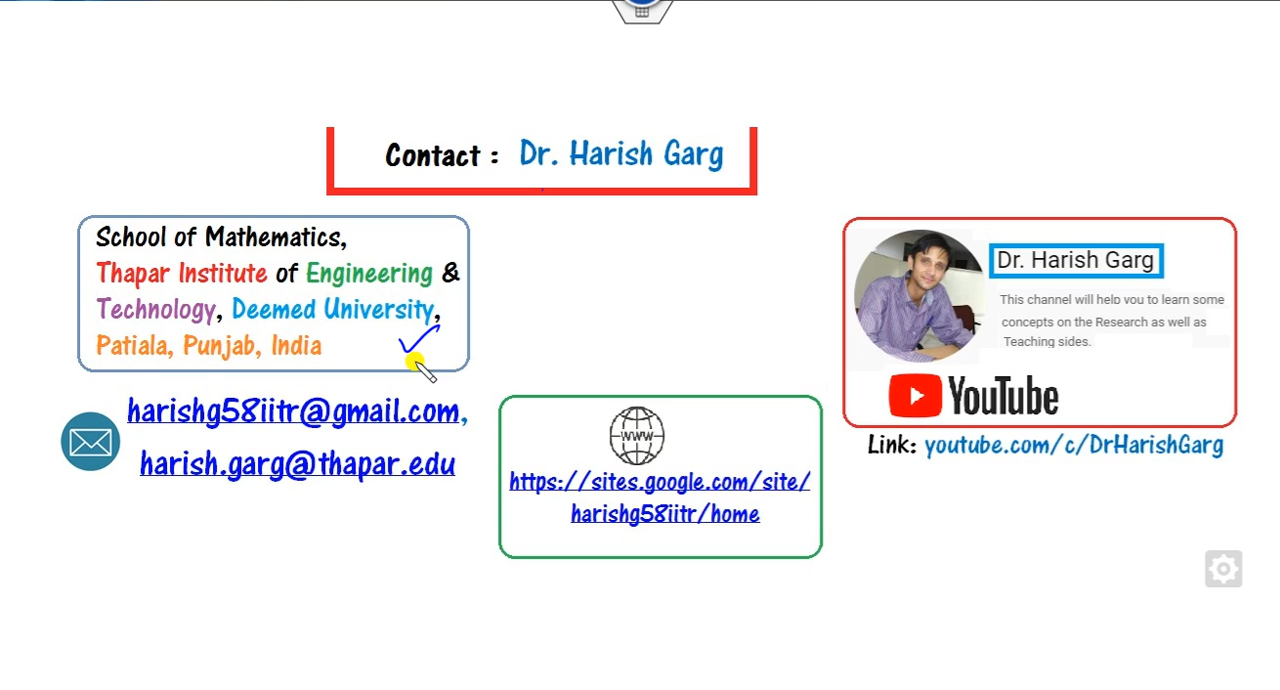 Contact : Dr. Harish Garg
School of Mathematics,
Thapar Institute of Engineering &
Technology, Deemed University,
Patiala, Punjab, India
harishg58iitr@gmail.com,
harish.garg@thapar.edu
www
https://sites.google.com/site/
harishg58iitr/home
Dr. Harish Garg
This channel will help you to learn some
concepts on the Research as well as
Teaching sides.
YouTube
Link: youtube.com/c/DrHarishGarg